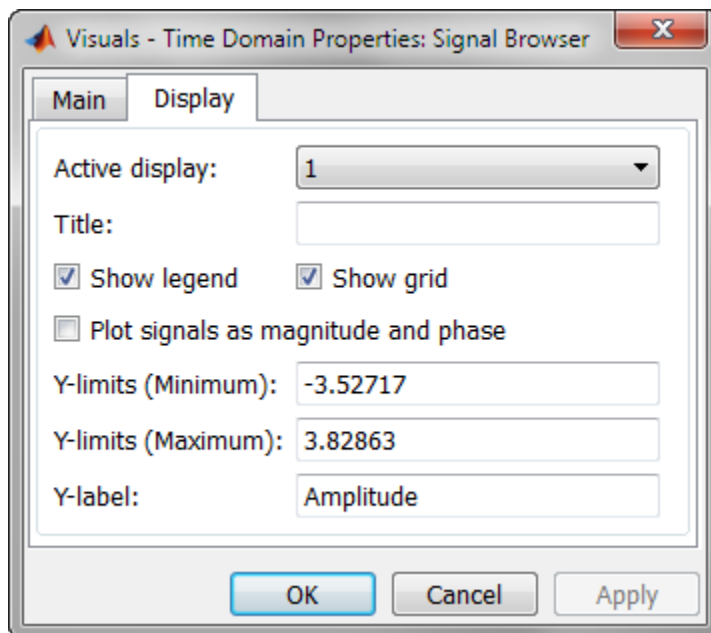 Visuals - Time Domain Properties: Signal Browser
Main Display
Active display: 1
Title:
Show legend Show grid
Plot signals as magnitude and phase
Y-limits (Minimum): -3.52717
Y-limits (Maximum): 3.82863
Y-label: Amplitude
OK Cancel Apply